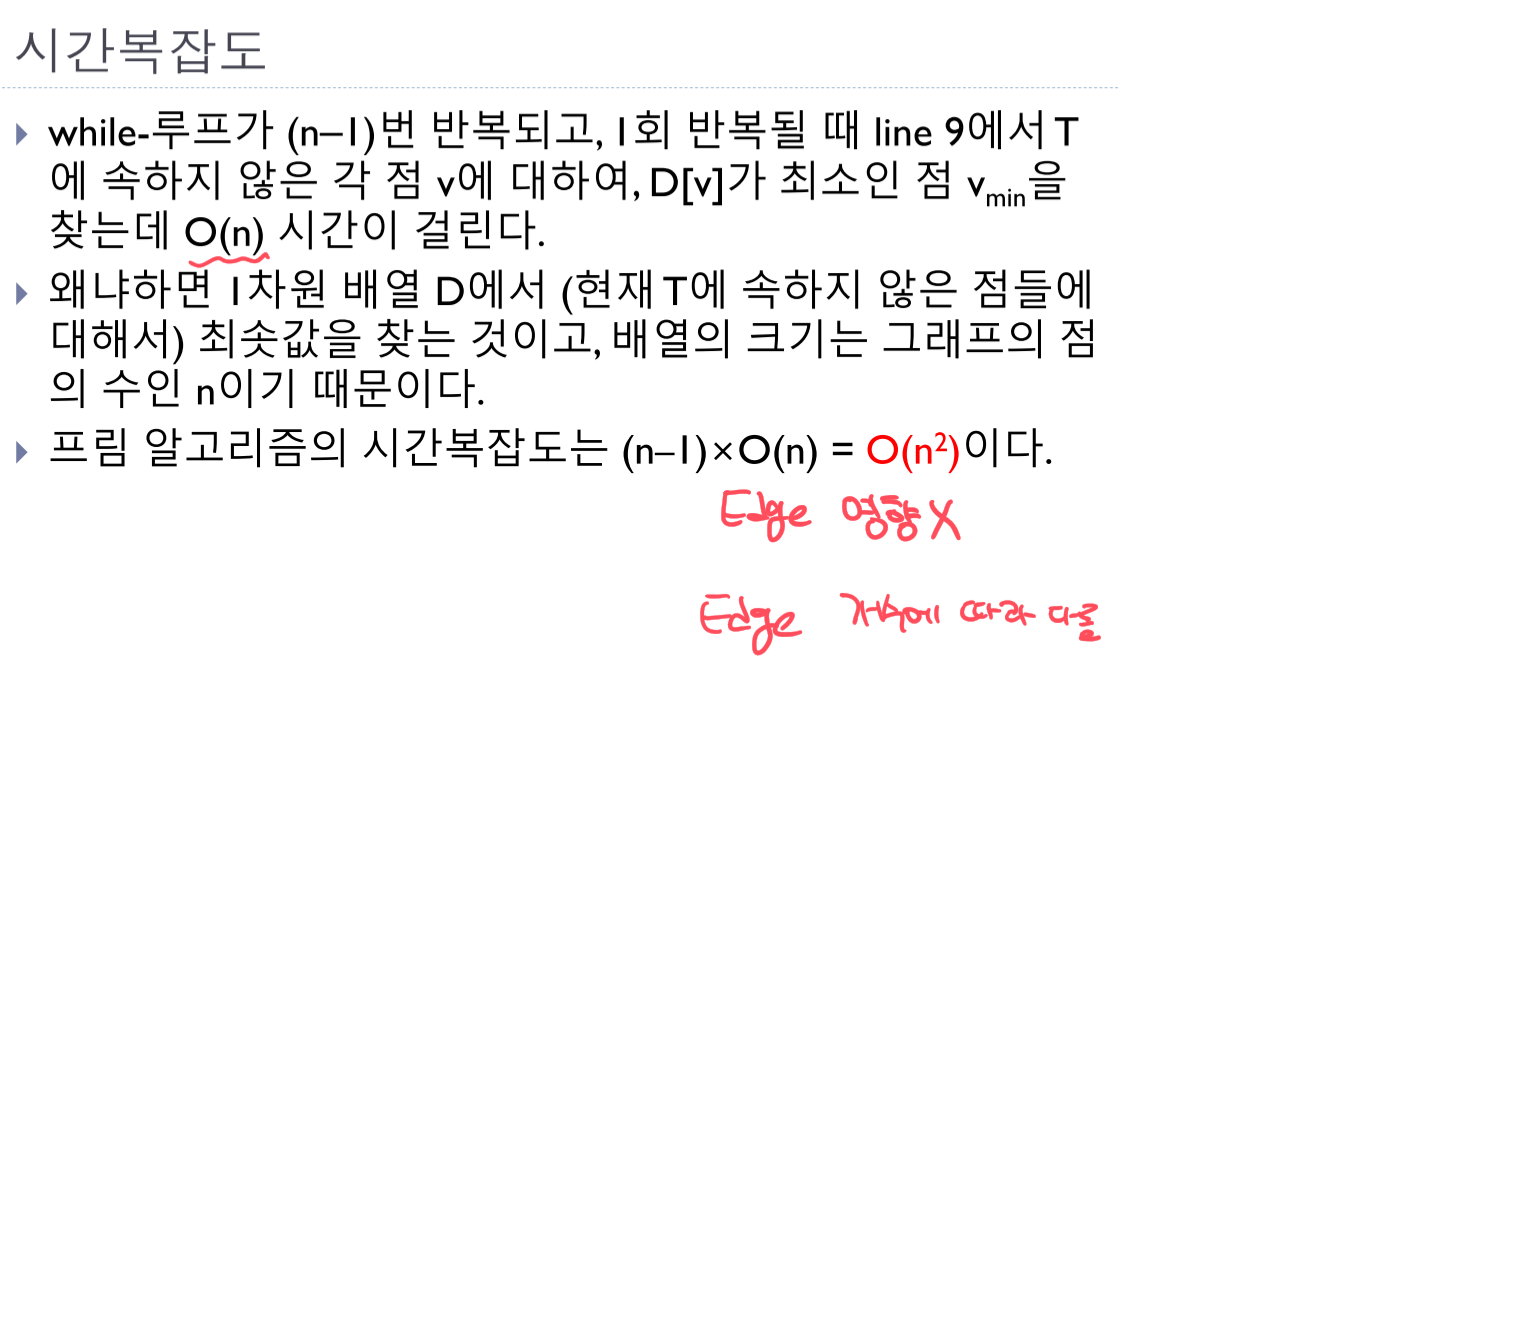 시간복잡도
while-루프가 (n–1)번 반복되고, 1회 반복될 때 line 9에서 T
에 속하지 않은 각 점 v에 대하여, D[v]가 최소인 점 vmin을
찾는데 O(n) 시간이 걸린다.
왜냐하면 1차원 배열 D에서 (현재 T에 속하지 않은 점들에
대해서) 최솟값을 찾는 것이고, 배열의 크기는 그래프의 점
의 수인 n이기 때문이다.
프림 알고리즘의 시간복잡도는 (n–1)×O(n) = O(n²)이다.
Edge 영향 X
Edge 개수에 따라 다름